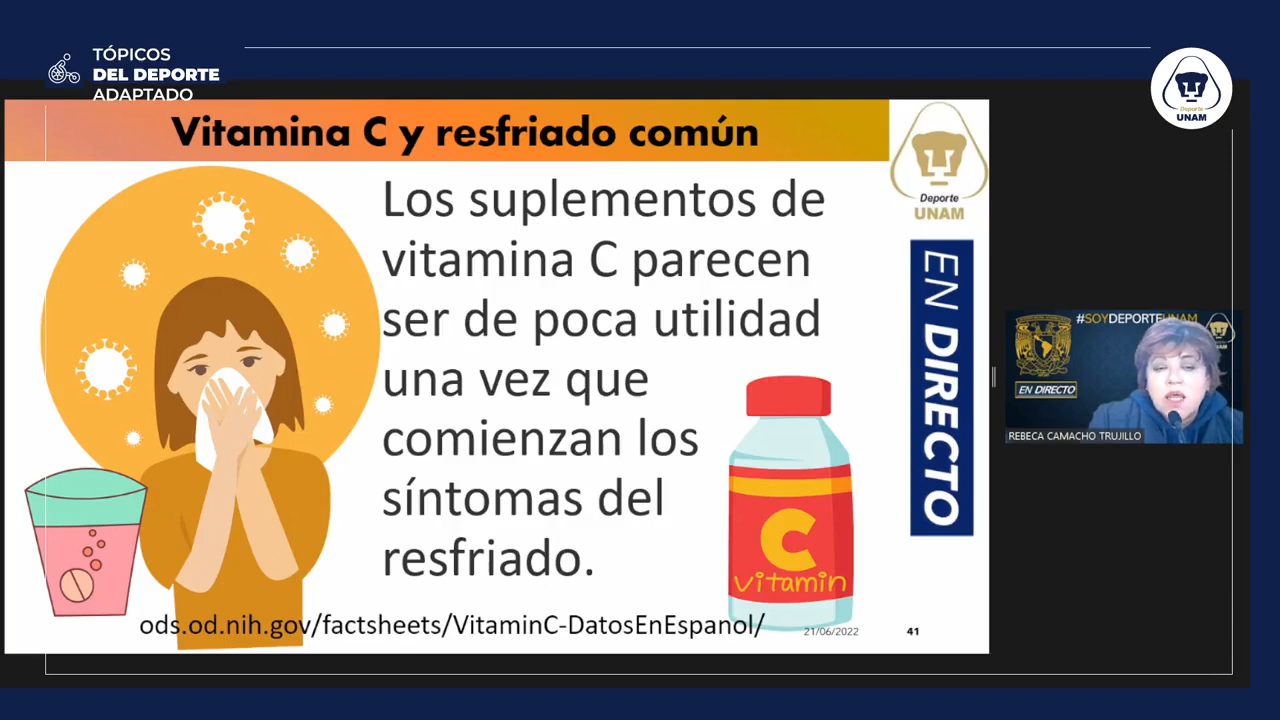 TÓPICOS
DEL DEPORTE
ADAPTADO
Deporte
UNAM
Vitamina C y resfriado común
Los suplementos de
vitamina C parecen
ser de poca utilidad
una vez que
comienzan los
síntomas del
resfriado.
C
vitamin
ods.od.nih.gov/factsheets/VitaminC-DatosEnEspanol/
21/06/2022
41
Deporte
UNAM
EN DIRECTO
#SOYDEPORTEUNAM
EN DIRECTO
REBECA CAMACHO TRUJILLO